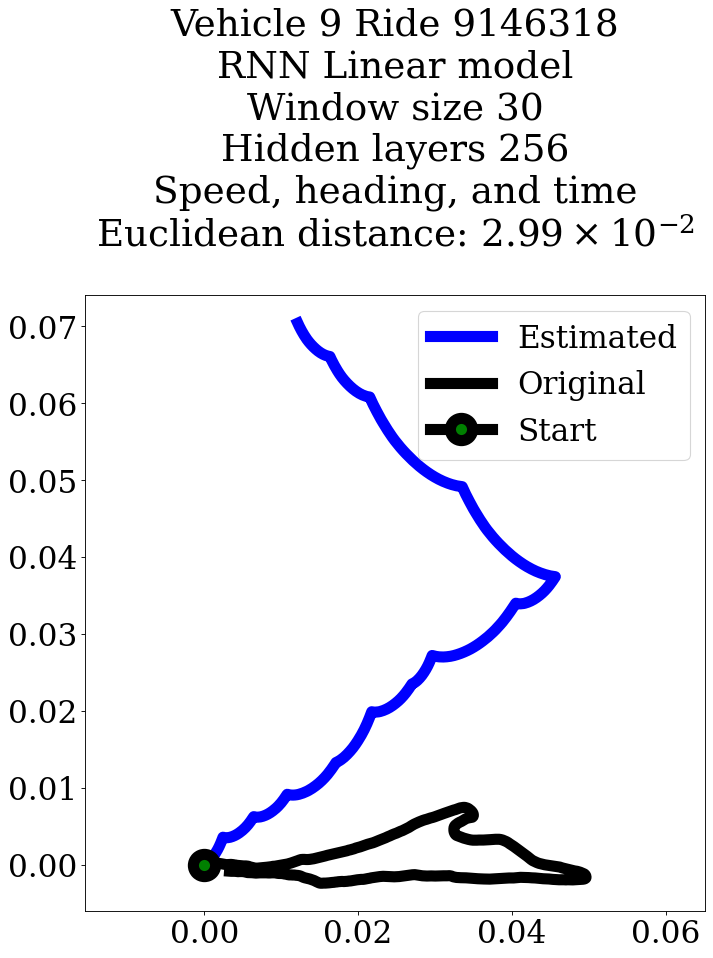 Vehicle 9 Ride 9146318
RNN Linear model
Window size 30
Hidden layers 256
Speed, heading, and time
Euclidean distance: 2.99 × 10⁻²
Estimated
Original
Start
0.07
0.06
0.05
0.04
0.03
0.02
0.01
0.00
0.00 0.02 0.04 0.06